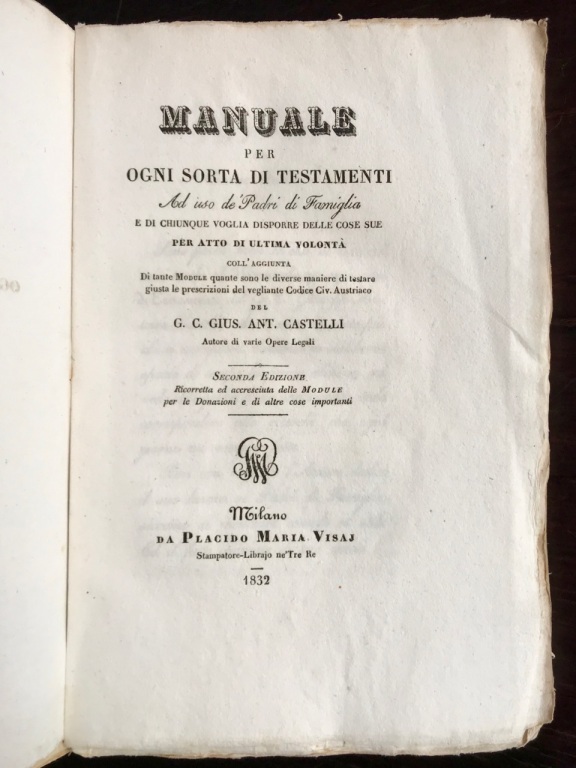 MANUALE
PER
OGNI SORTA DI TESTAMENTI
Ad uso de' Padri di Famiglia
E DI CHIUNQUE VOGLIA DISPORRE DELLE COSE SUE
PER ATTO DI ULTIMA VOLONTÀ
COLL'AGGIUNTA
Di tante MODULE quante sono le diverse maniere di testare
giusta le prescrizioni del vegliante Codice Civ. Austriaco
DEL
G. C. GIUS. ANT. CASTELLI
Autore di varie Opere Legali
SECONDA EDIZIONE
Ricorretta ed accresciuta delle MODULE
per le Donazioni e di altre cose importanti
Milano
DA PLACIDO MARIA VISAJ
Stampatore-Librajo ne' Tre Re
1832